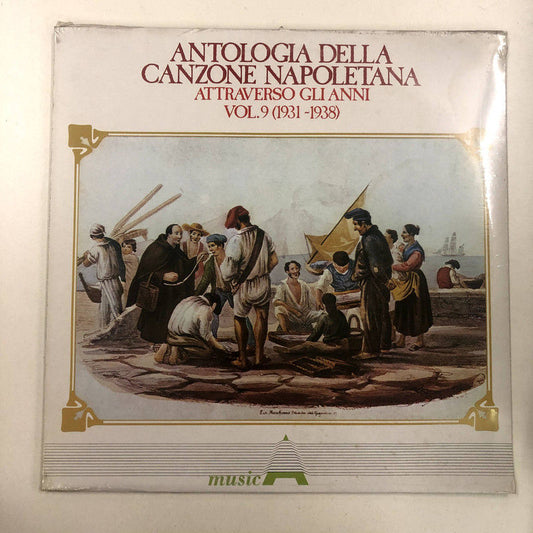 ANTOLOGIA DELLA
CANZONE NAPOLETANA
ATTRAVERSO GLI ANNI
VOL. 9 (1931-1938)
music A